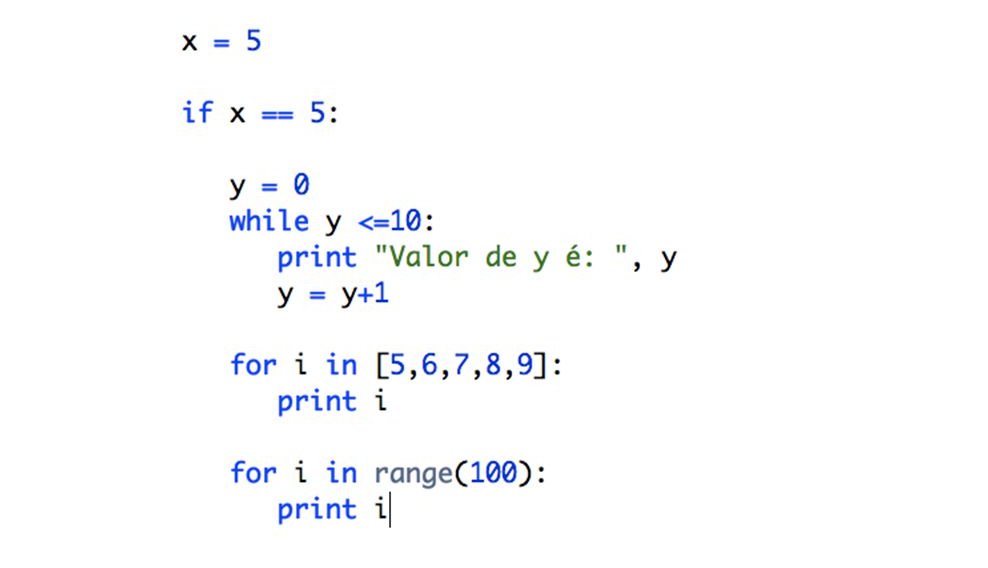 x = 5
if x == 5:
y = 0
while y <=10:
print "Valor de y é: ", y
y = y+1
for i in [5,6,7,8,9]:
print i
for i in range(100):
print i